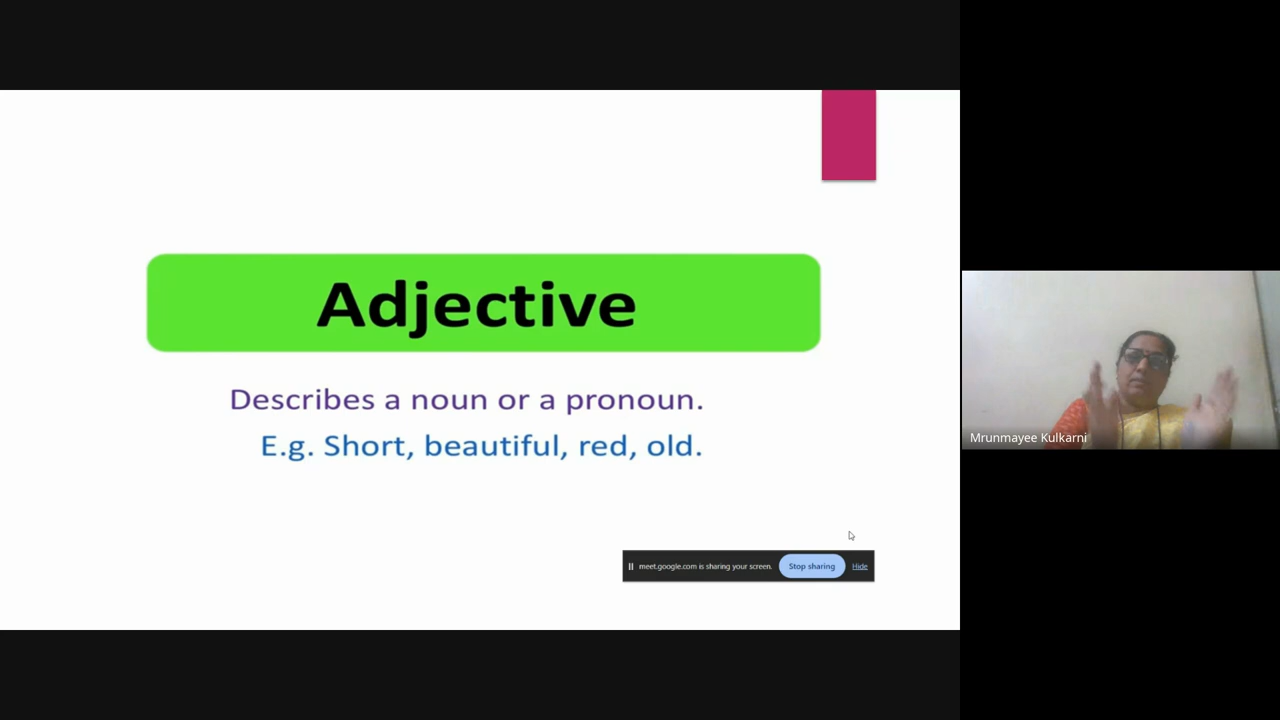 Adjective
Describes a noun or a pronoun.
E.g. Short, beautiful, red, old.
meet.google.com is sharing your screen. Stop sharing Hide
Mrunmayee Kulkarni